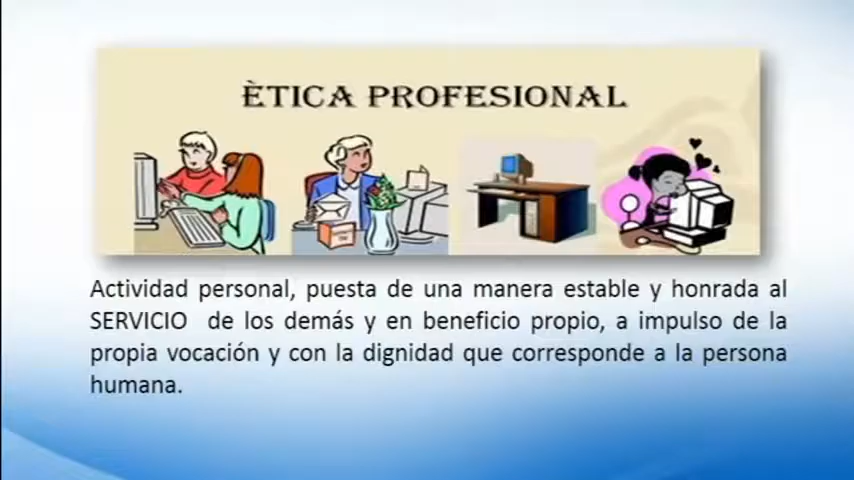 ÈTICA PROFESIONAL
Actividad personal, puesta de una manera estable y honrada al
SERVICIO de los demás y en beneficio propio, a impulso de la
propia vocación y con la dignidad que corresponde a la persona
humana.